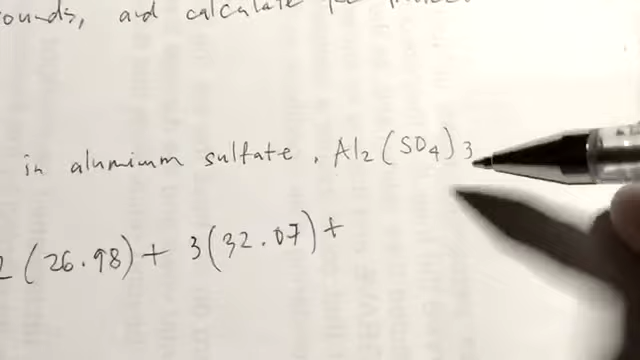 ounds, and calculate
in aluminum sulfate, Al2(SO4)3
2(26.98) + 3(32.07) +